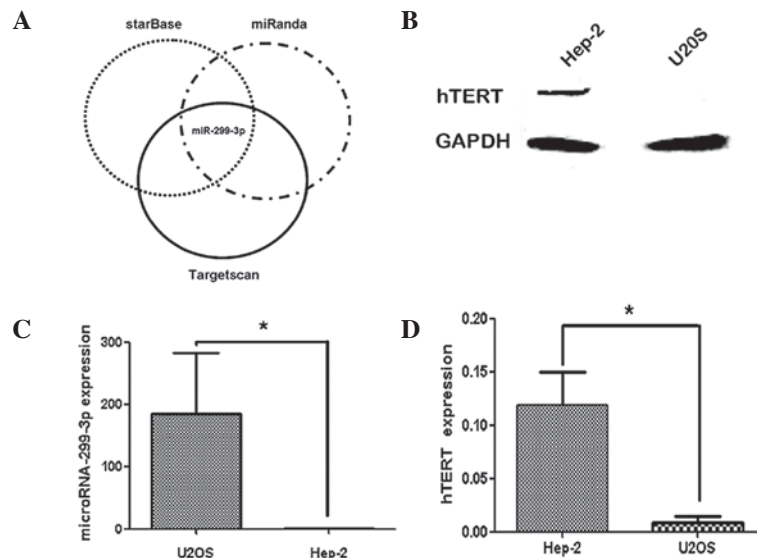 A
starBase
miRanda
miR-299-3p
Targetscan
B
Hep-2
U20S
hTERT
GAPDH
C
microRNA-299-3p expression
300
200
100
0
*
U2OS
Hep-2
D
hTERT expression
0.20
0.15
0.10
0.05
0.00
*
Hep-2
U2OS